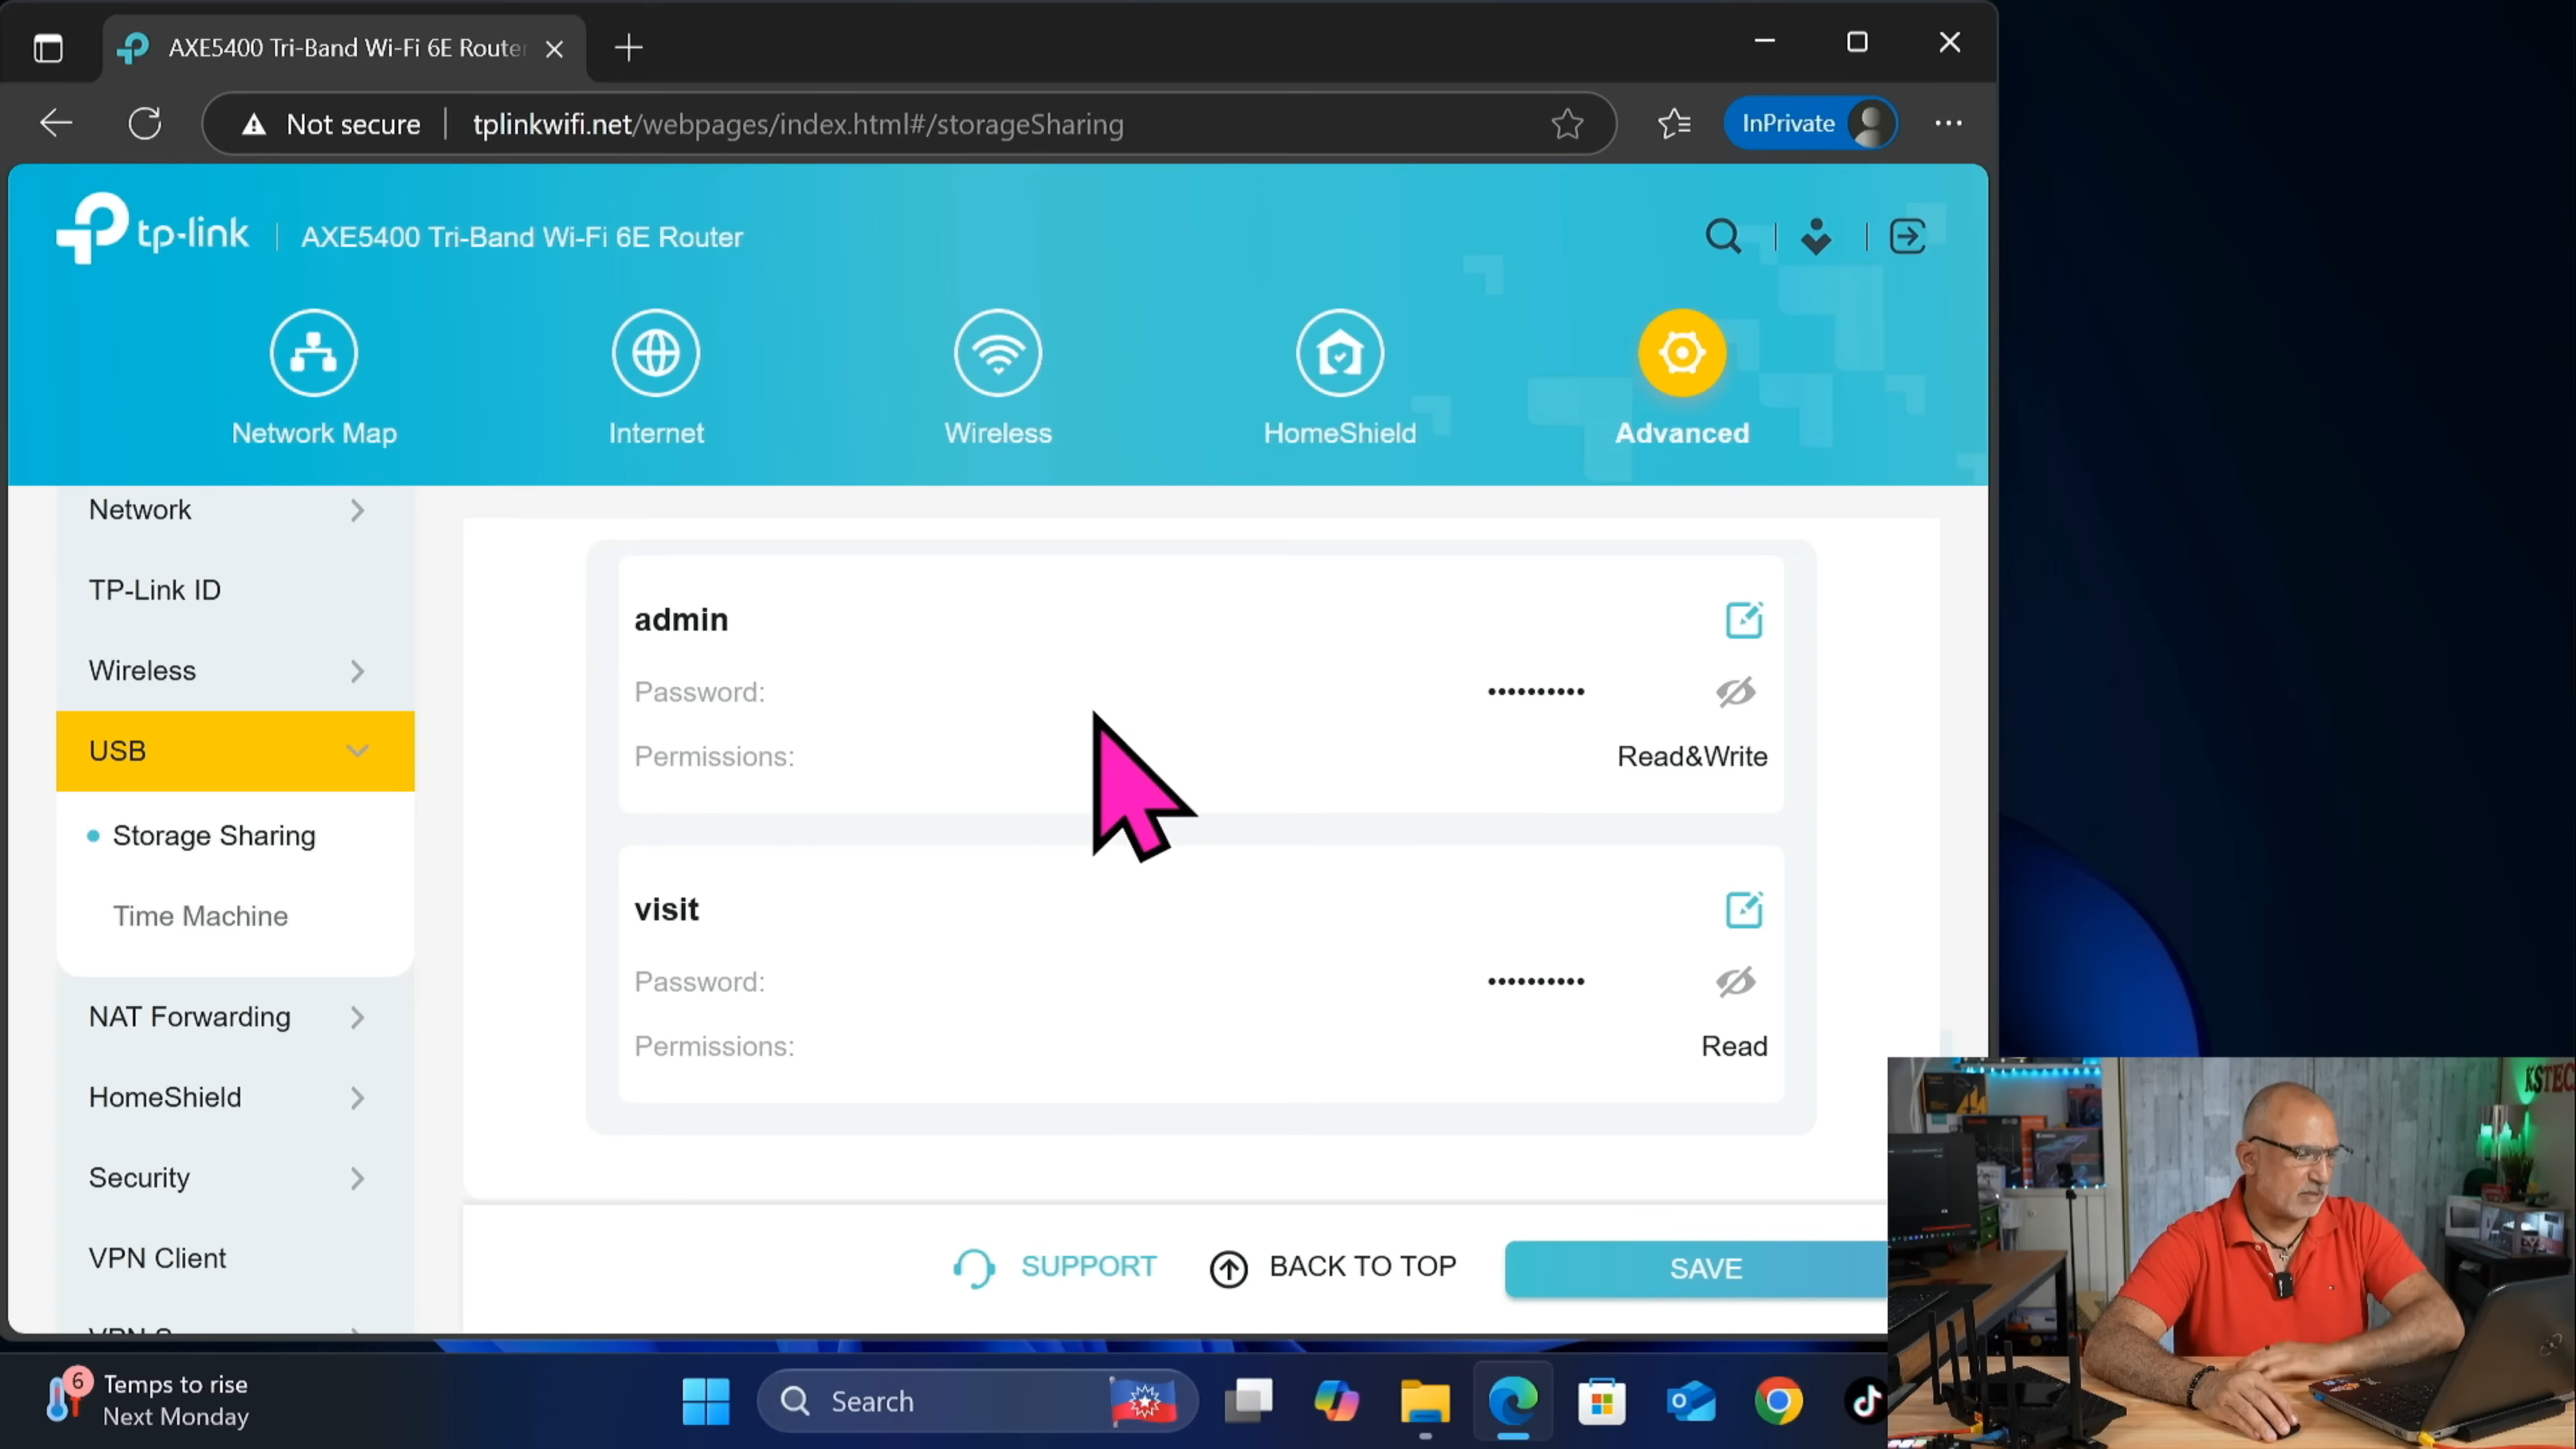 AXE5400 Tri-Band Wi-Fi 6E Router
Not secure
tplinkwifi.net/webpages/index.html#/storageSharing
InPrivate
tp-link
AXE5400 Tri-Band Wi-Fi 6E Router
Network Map
Internet
Wireless
HomeShield
Advanced
Network
TP-Link ID
Wireless
USB
Storage Sharing
Time Machine
NAT Forwarding
HomeShield
Security
VPN Client
admin
Password: ••••••••••
Permissions: Read&Write
visit
Password: ••••••••••
Permissions: Read
SUPPORT
BACK TO TOP
SAVE
KSTEC
6
Temps to rise
Next Monday
Search